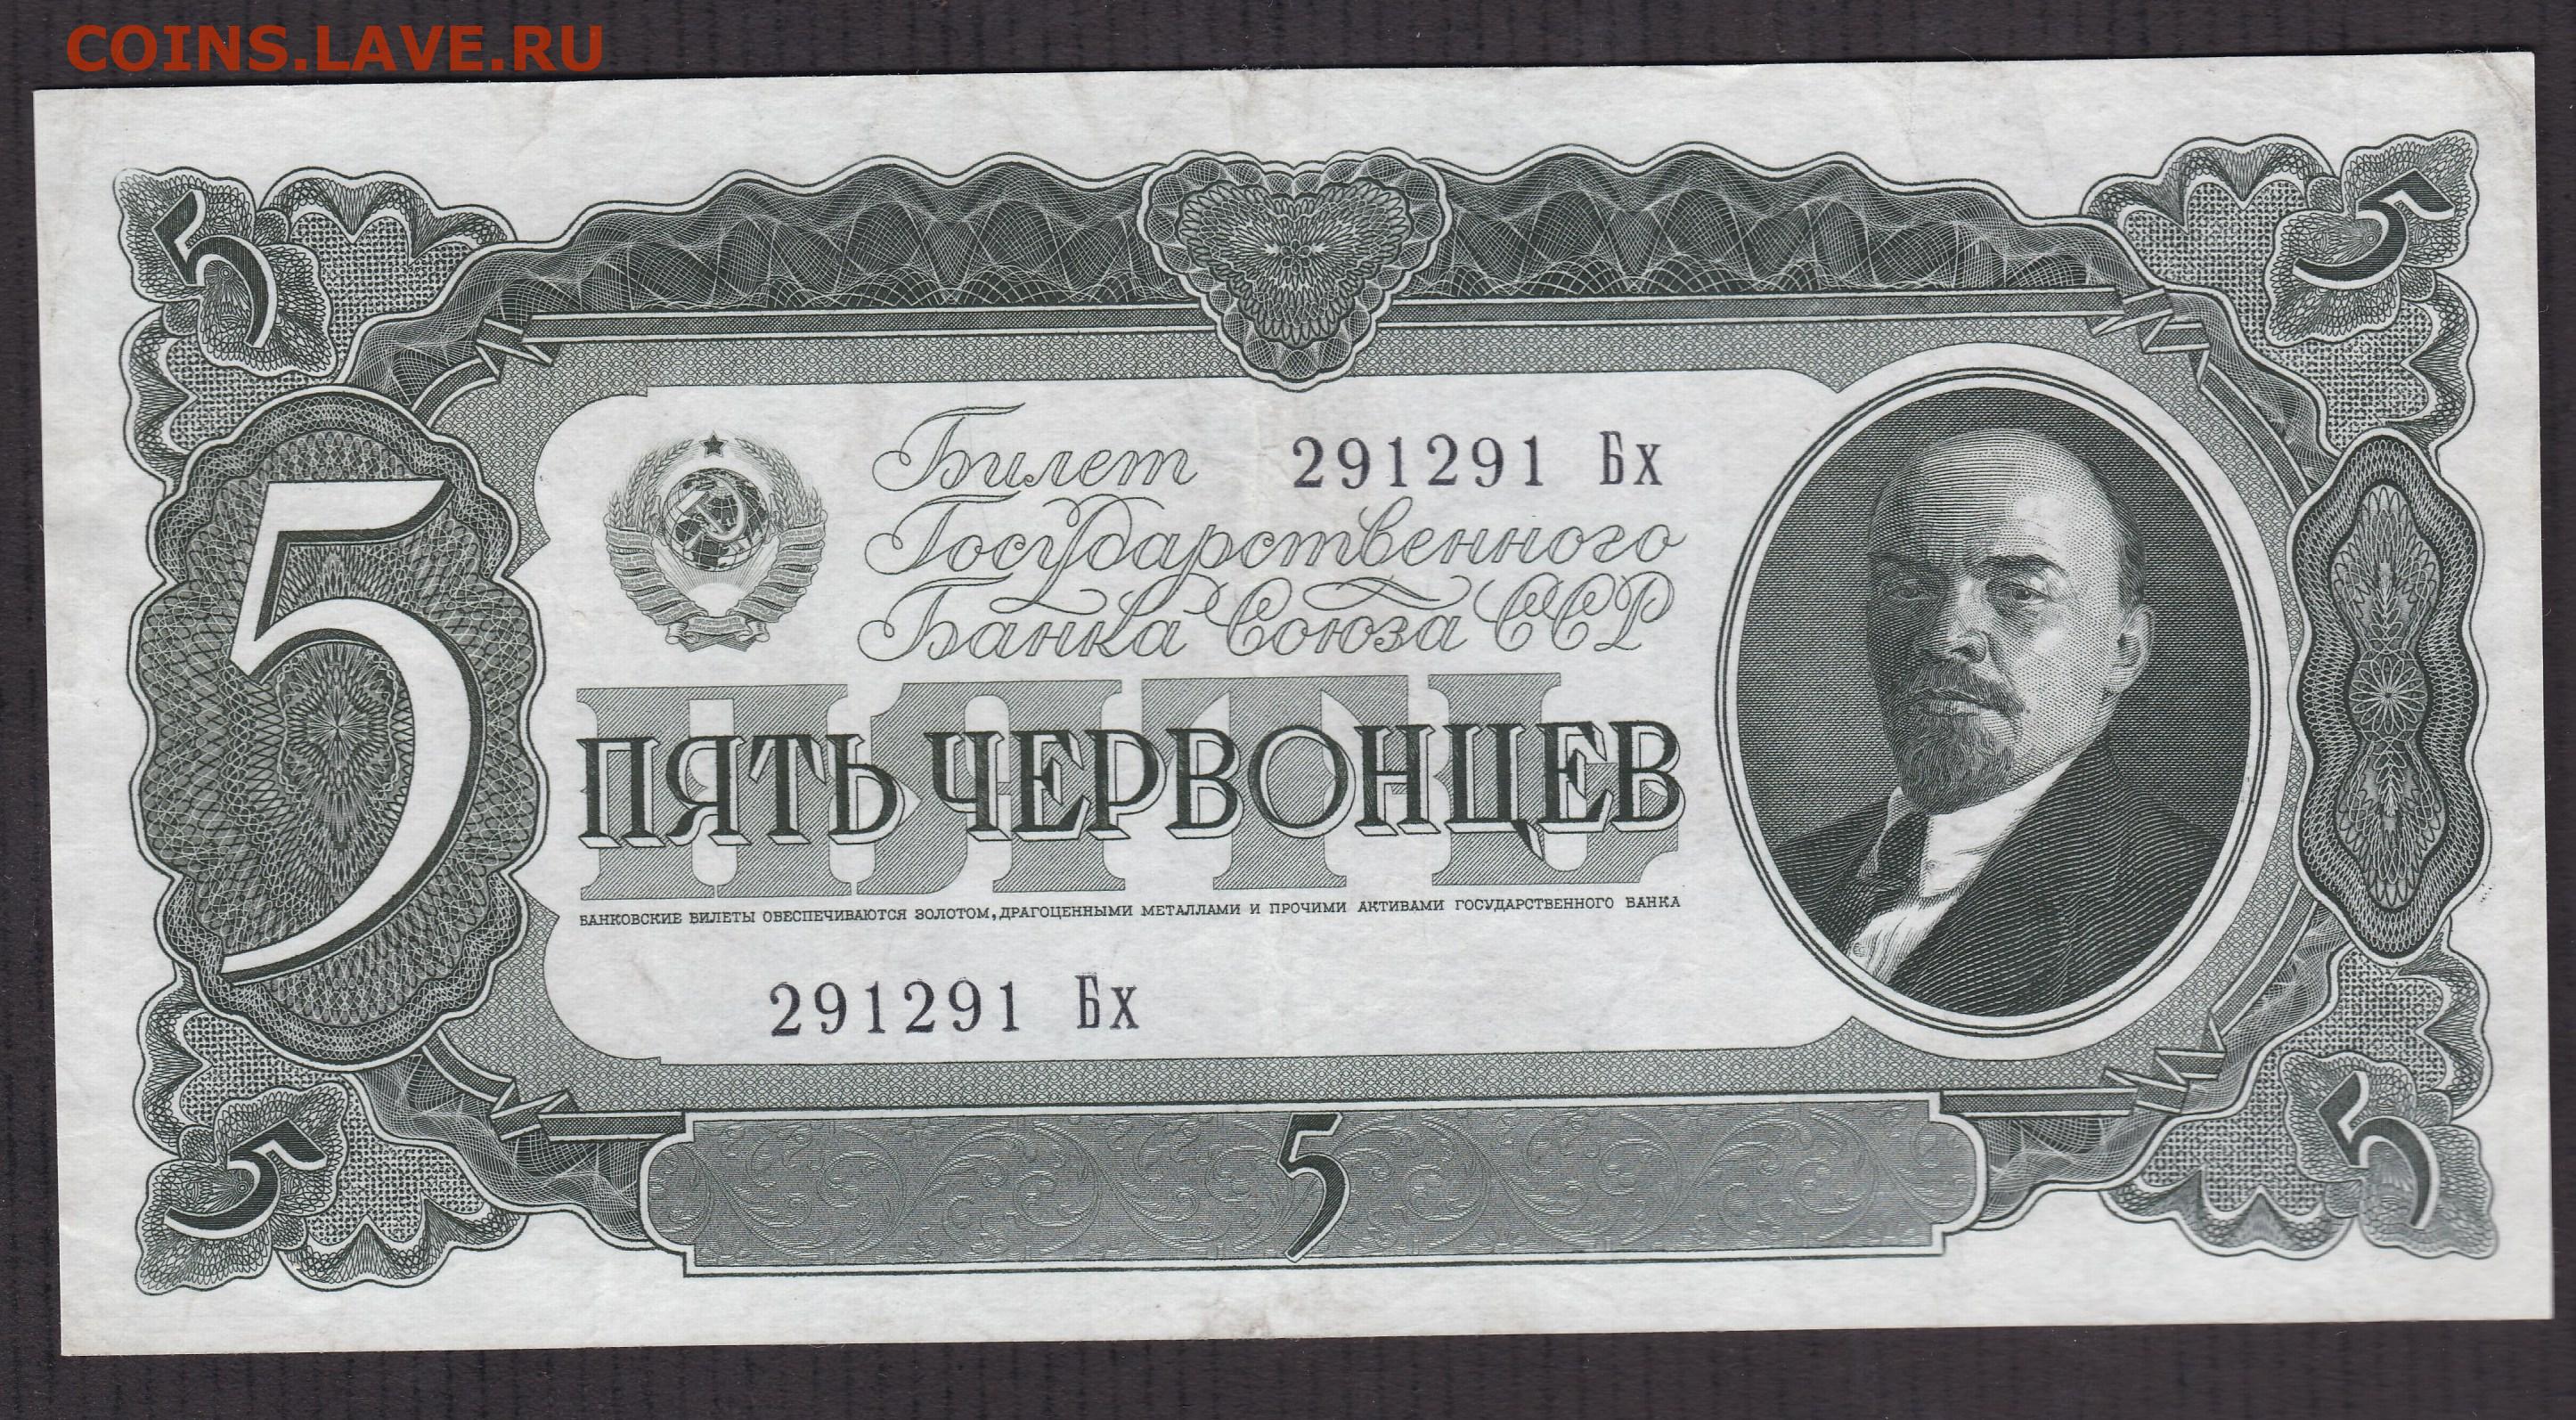 COINS.LAVE.RU
5 5
Билет 291291 Бх
Государственного
Банка Союза ССР
5
ПЯТЬ
ПЯТЬ ЧЕРВОНЦЕВ
БАНКОВСКИЕ БИЛЕТЫ ОБЕСПЕЧИВАЮТСЯ ЗОЛОТОМ, ДРАГОЦЕННЫМИ МЕТАЛЛАМИ И ПРОЧИМИ АКТИВАМИ ГОСУДАРСТВЕННОГО БАНКА
291291 Бх
5 5 5